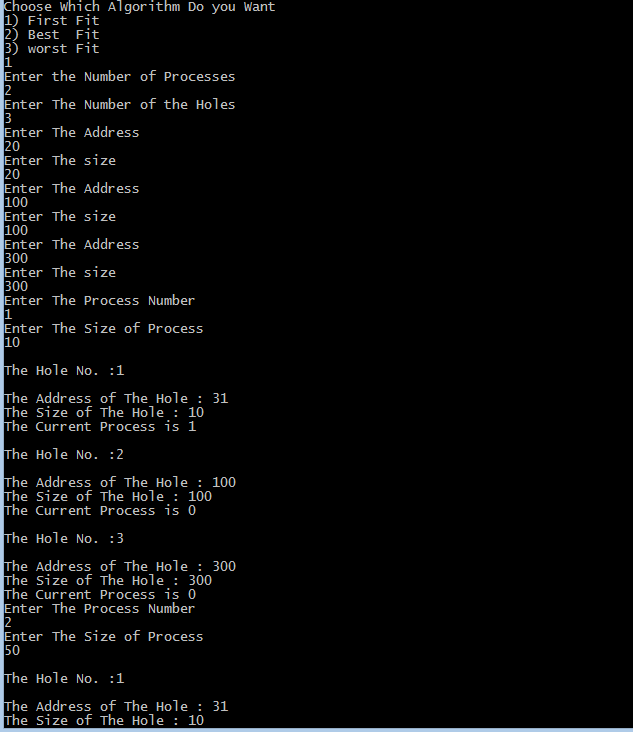 Choose Which Algorithm Do you Want
1) First Fit
2) Best  Fit
3) worst Fit
1
Enter the Number of Processes
2
Enter The Number of the Holes
3
Enter The Address
20
Enter The size
20
Enter The Address
100
Enter The size
100
Enter The Address
300
Enter The size
300
Enter The Process Number
1
Enter The Size of Process
10
The Hole No. :1
The Address of The Hole : 31
The Size of The Hole : 10
The Current Process is 1
The Hole No. :2
The Address of The Hole : 100
The Size of The Hole : 100
The Current Process is 0
The Hole No. :3
The Address of The Hole : 300
The Size of The Hole : 300
The Current Process is 0
Enter The Process Number
2
Enter The Size of Process
50
The Hole No. :1
The Address of The Hole : 31
The Size of The Hole : 10